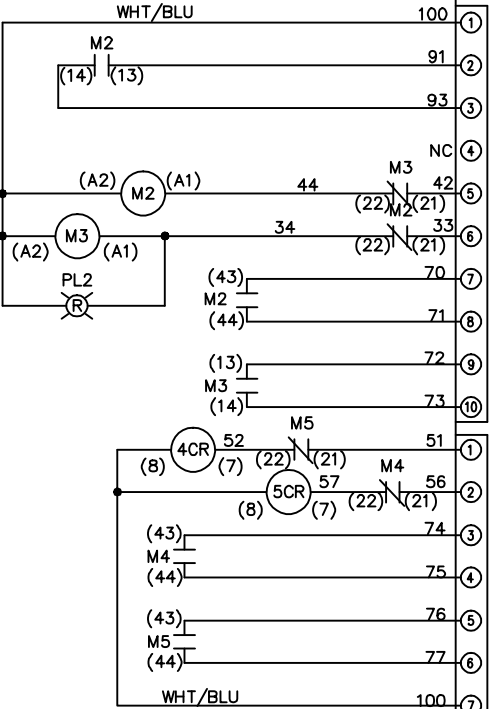 WHT/BLU 100 1
M2 91 2
(14) (13)
93 3
NC 4
(A2) M2 (A1) 44 M3 42 5
(22) (21)
(A2) M3 (A1) 34 M2 33 6
(22) (21)
PL2
R
(43) 70 7
M2
(44) 71 8
(13) 72 9
M3
(14) 73 10
(8) 4CR (7) 52 M5 51 1
(22) (21)
(8) 5CR (7) 57 M4 56 2
(22) (21)
(43) 74 3
M4
(44) 75 4
(43) 76 5
M5
(44) 77 6
WHT/BLU 100 7